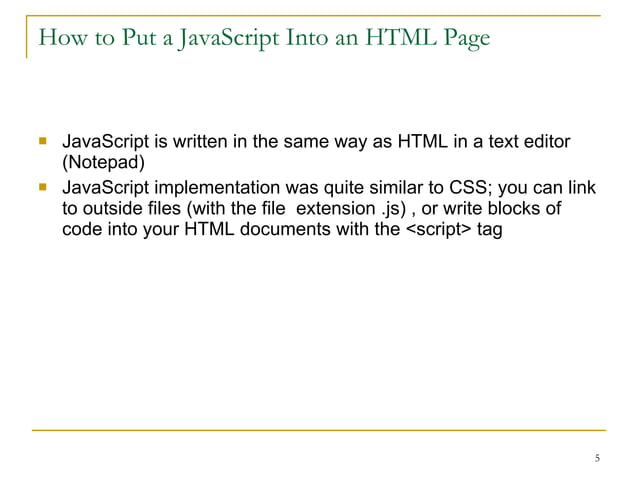 How to Put a JavaScript Into an HTML Page
JavaScript is written in the same way as HTML in a text editor
(Notepad)
JavaScript implementation was quite similar to CSS; you can link
to outside files (with the file  extension .js) , or write blocks of
code into your HTML documents with the <script> tag
5